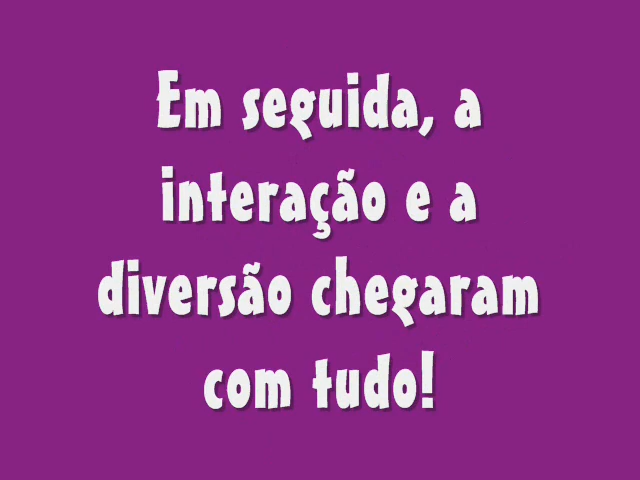 Em seguida, a
interação e a
diversão chegaram
com tudo!